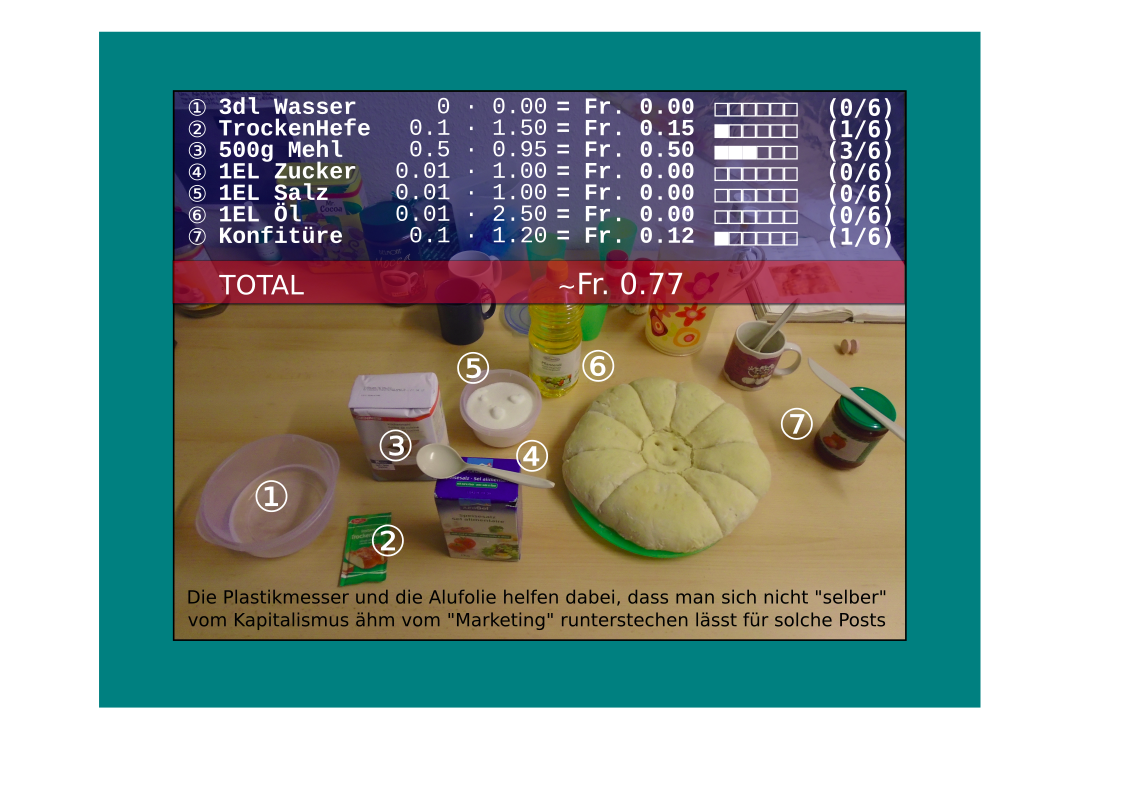 ① 3dl Wasser 0 · 0.00 = Fr. 0.00 □□□□□□ (0/6)
② TrockenHefe 0.1 · 1.50 = Fr. 0.15 ■□□□□□ (1/6)
③ 500g Mehl 0.5 · 0.95 = Fr. 0.50 ■■■□□□ (3/6)
④ 1EL Zucker 0.01 · 1.00 = Fr. 0.00 □□□□□□ (0/6)
⑤ 1EL Salz 0.01 · 1.00 = Fr. 0.00 □□□□□□ (0/6)
⑥ 1EL Öl 0.01 · 2.50 = Fr. 0.00 □□□□□□ (0/6)
⑦ Konfitüre 0.1 · 1.20 = Fr. 0.12 ■□□□□□ (1/6)
Cocoa
TOTAL ~Fr. 0.77
⑤ ⑥
⑦
③ ④
①
②
Die Plastikmesser und die Alufolie helfen dabei, dass man sich nicht "selber"
vom Kapitalismus ähm vom "Marketing" runterstechen lässt für solche Posts